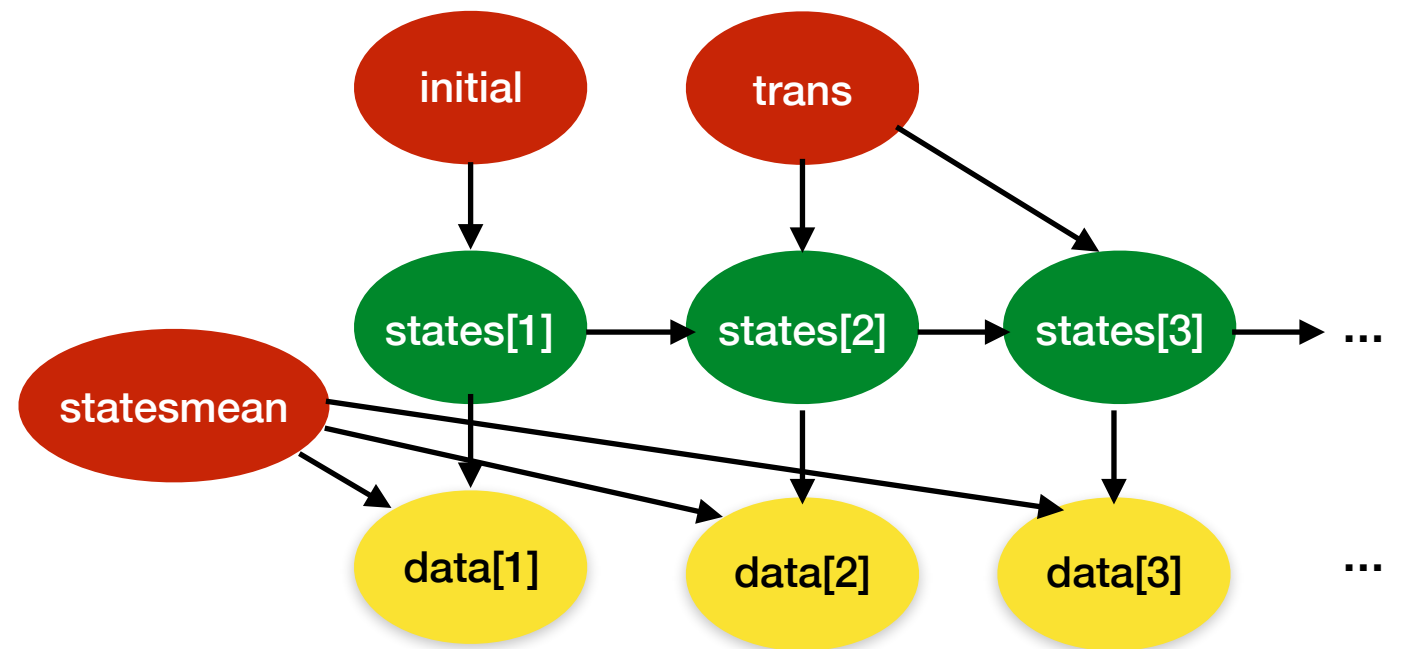 initial
trans
states[1]
states[2]
states[3]
...
statesmean
data[1]
data[2]
data[3]
...